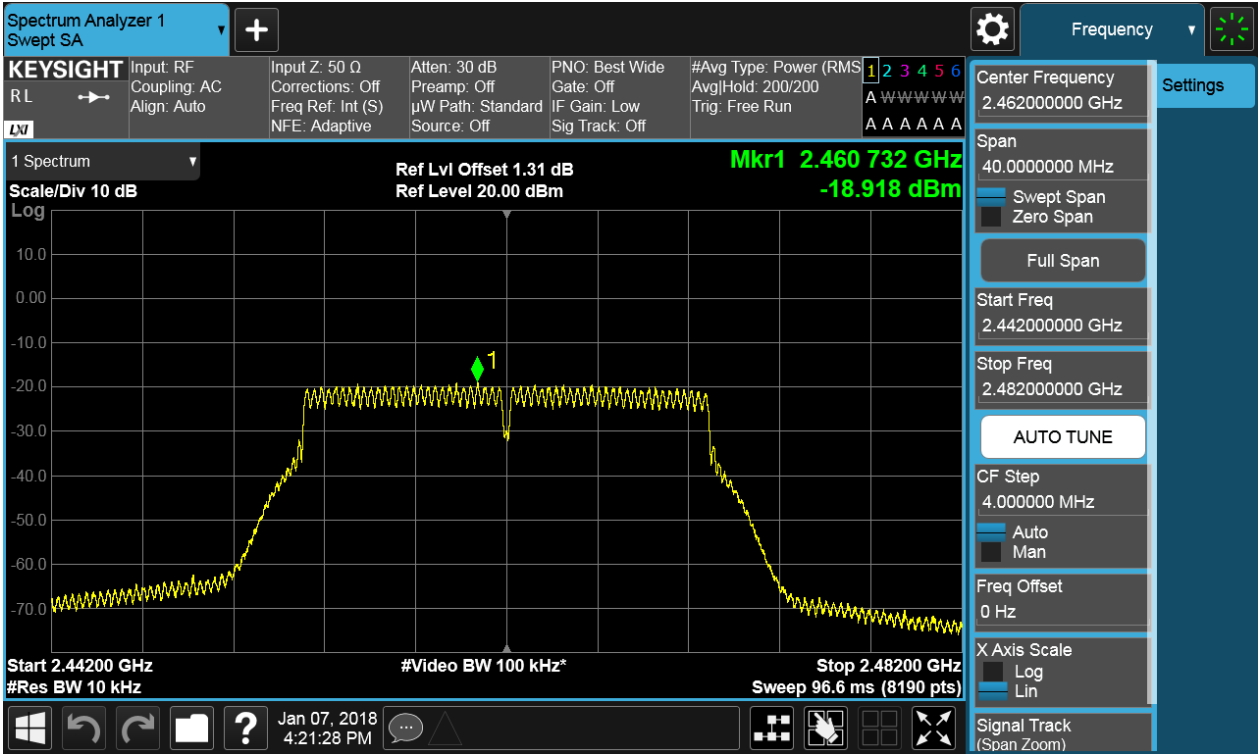 Spectrum Analyzer 1
Swept SA
+
Frequency
KEYSIGHT
R L
LXI
Input: RF
Coupling: AC
Align: Auto
Input Z: 50 Ω
Corrections: Off
Freq Ref: Int (S)
NFE: Adaptive
Atten: 30 dB
Preamp: Off
µW Path: Standard
Source: Off
PNO: Best Wide
Gate: Off
IF Gain: Low
Sig Track: Off
#Avg Type: Power (RMS
Avg|Hold: 200/200
Trig: Free Run
1 2 3 4 5 6
A W W W W W
A A A A A A
1 Spectrum
Scale/Div 10 dB
Log
Ref Lvl Offset 1.31 dB
Ref Level 20.00 dBm
Mkr1 2.460 732 GHz
-18.918 dBm
10.0
0.00
-10.0
-20.0
-30.0
-40.0
-50.0
-60.0
-70.0
1
Start 2.44200 GHz
#Res BW 10 kHz
#Video BW 100 kHz*
Stop 2.48200 GHz
Sweep 96.6 ms (8190 pts)
?
Jan 07, 2018
4:21:28 PM
Center Frequency
2.462000000 GHz
Span
40.0000000 MHz
Swept Span
Zero Span
Full Span
Start Freq
2.442000000 GHz
Stop Freq
2.482000000 GHz
AUTO TUNE
CF Step
4.000000 MHz
Auto
Man
Freq Offset
0 Hz
X Axis Scale
Log
Lin
Signal Track
(Span Zoom)
Settings